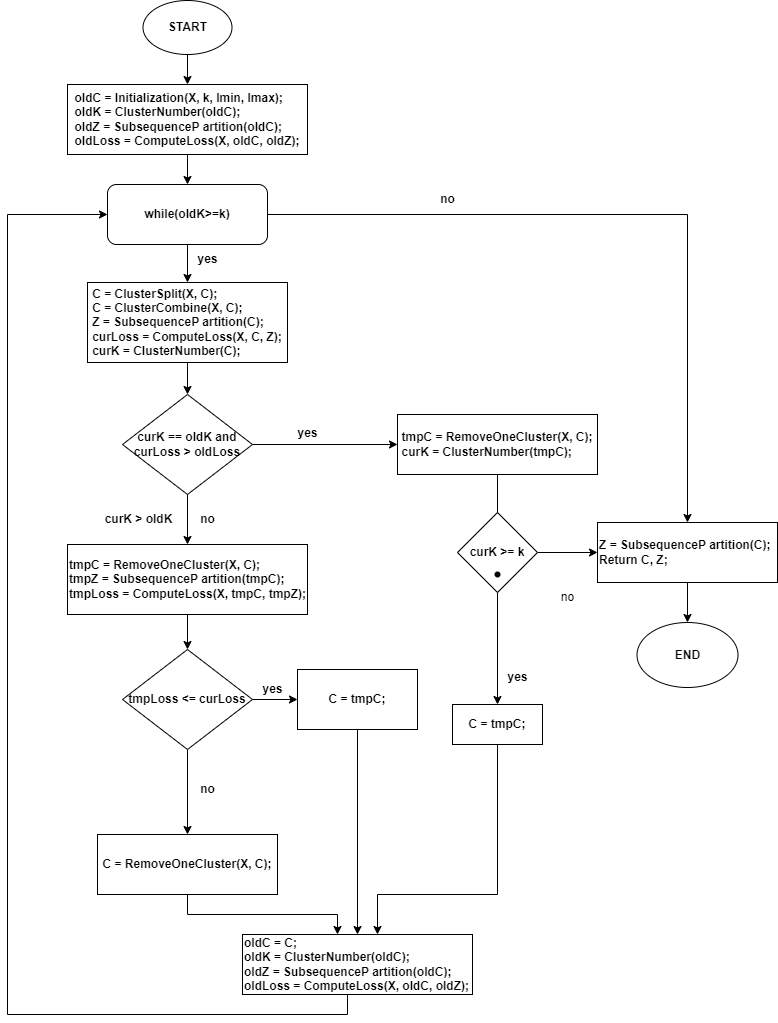 START
oldC = Initialization(X, k, lmin, lmax);
oldK = ClusterNumber(oldC);
oldZ = SubsequenceP artition(oldC);
oldLoss = ComputeLoss(X, oldC, oldZ);
while(oldK>=k)
no
yes
C = ClusterSplit(X, C);
C = ClusterCombine(X, C);
Z = SubsequenceP artition(C);
curLoss = ComputeLoss(X, C, Z);
curK = ClusterNumber(C);
curK == oldK and
curLoss > oldLoss
yes
tmpC = RemoveOneCluster(X, C);
curK = ClusterNumber(tmpC);
curK > oldK
no
curK >= k
Z = SubsequenceP artition(C);
Return C, Z;
no
tmpC = RemoveOneCluster(X, C);
tmpZ = SubsequenceP artition(tmpC);
tmpLoss = ComputeLoss(X, tmpC, tmpZ);
END
tmpLoss <= curLoss
yes
C = tmpC;
yes
C = tmpC;
no
C = RemoveOneCluster(X, C);
oldC = C;
oldK = ClusterNumber(oldC);
oldZ = SubsequenceP artition(oldC);
oldLoss = ComputeLoss(X, oldC, oldZ);